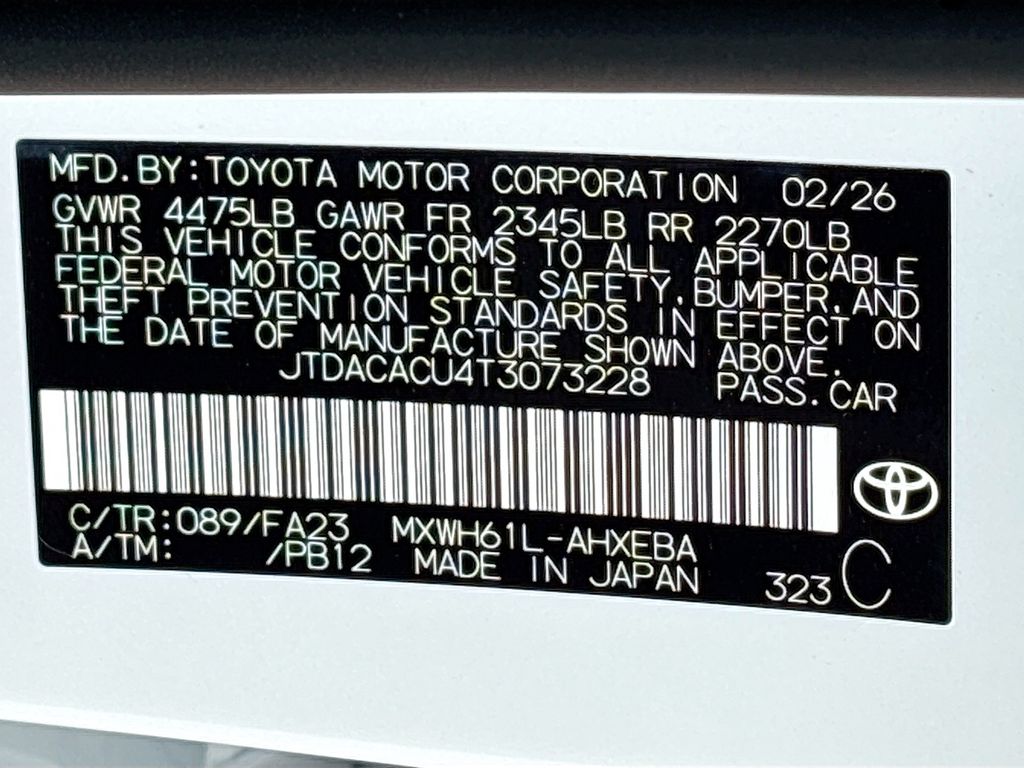 MFD.BY:TOYOTA MOTOR CORPORATION 02/26
GVWR 4475LB GAWR FR 2345LB RR 2270LB
THIS VEHICLE CONFORMS TO ALL APPLICABLE
FEDERAL MOTOR VEHICLE SAFETY.BUMPER.AND
THEFT PREVENTION STANDARDS IN EFFECT ON
THE DATE OF MANUFACTURE SHOWN ABOVE.
JTDACACU4T3073228 PASS.CAR
C/TR:089/FA23 MXWH61L-AHXEBA
A/TM: /PB12 MADE IN JAPAN 323 C